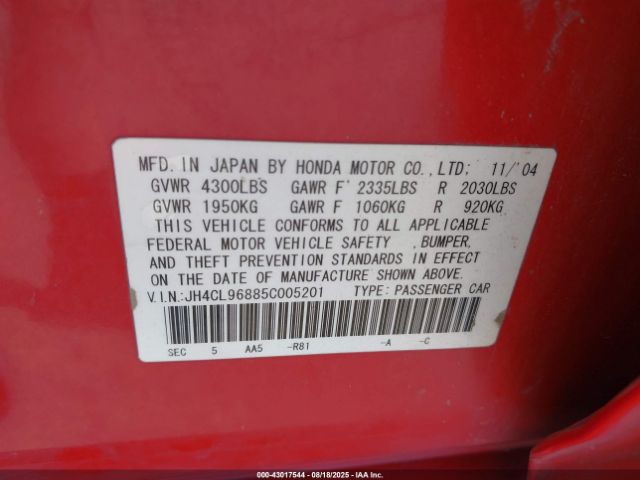 MFD. IN JAPAN BY HONDA MOTOR CO.,LTD; 11/'04
GVWR 4300LBS GAWR F 2335LBS R 2030LBS
GVWR 1950KG GAWR F 1060KG R 920KG
THIS VEHICLE CONFORMS TO ALL APPLICABLE
FEDERAL MOTOR VEHICLE SAFETY ,BUMPER,
AND THEFT PREVENTION STANDARDS IN EFFECT
ON THE DATE OF MANUFACTURE SHOWN ABOVE.
V.I.N.:JH4CL96885C005201 TYPE: PASSENGER CAR
SEC 5 AA5 -R81 -A -C
000-43017544 08/18/2025 IAA Inc.